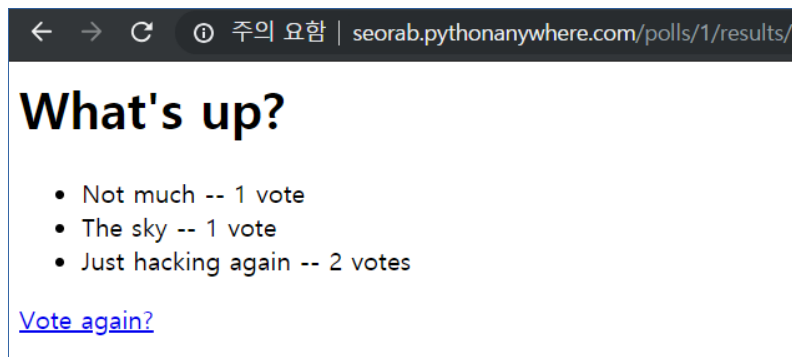 주의 요함 | seorab.pythonanywhere.com/polls/1/results/
What's up?
• Not much -- 1 vote
• The sky -- 1 vote
• Just hacking again -- 2 votes
Vote again?